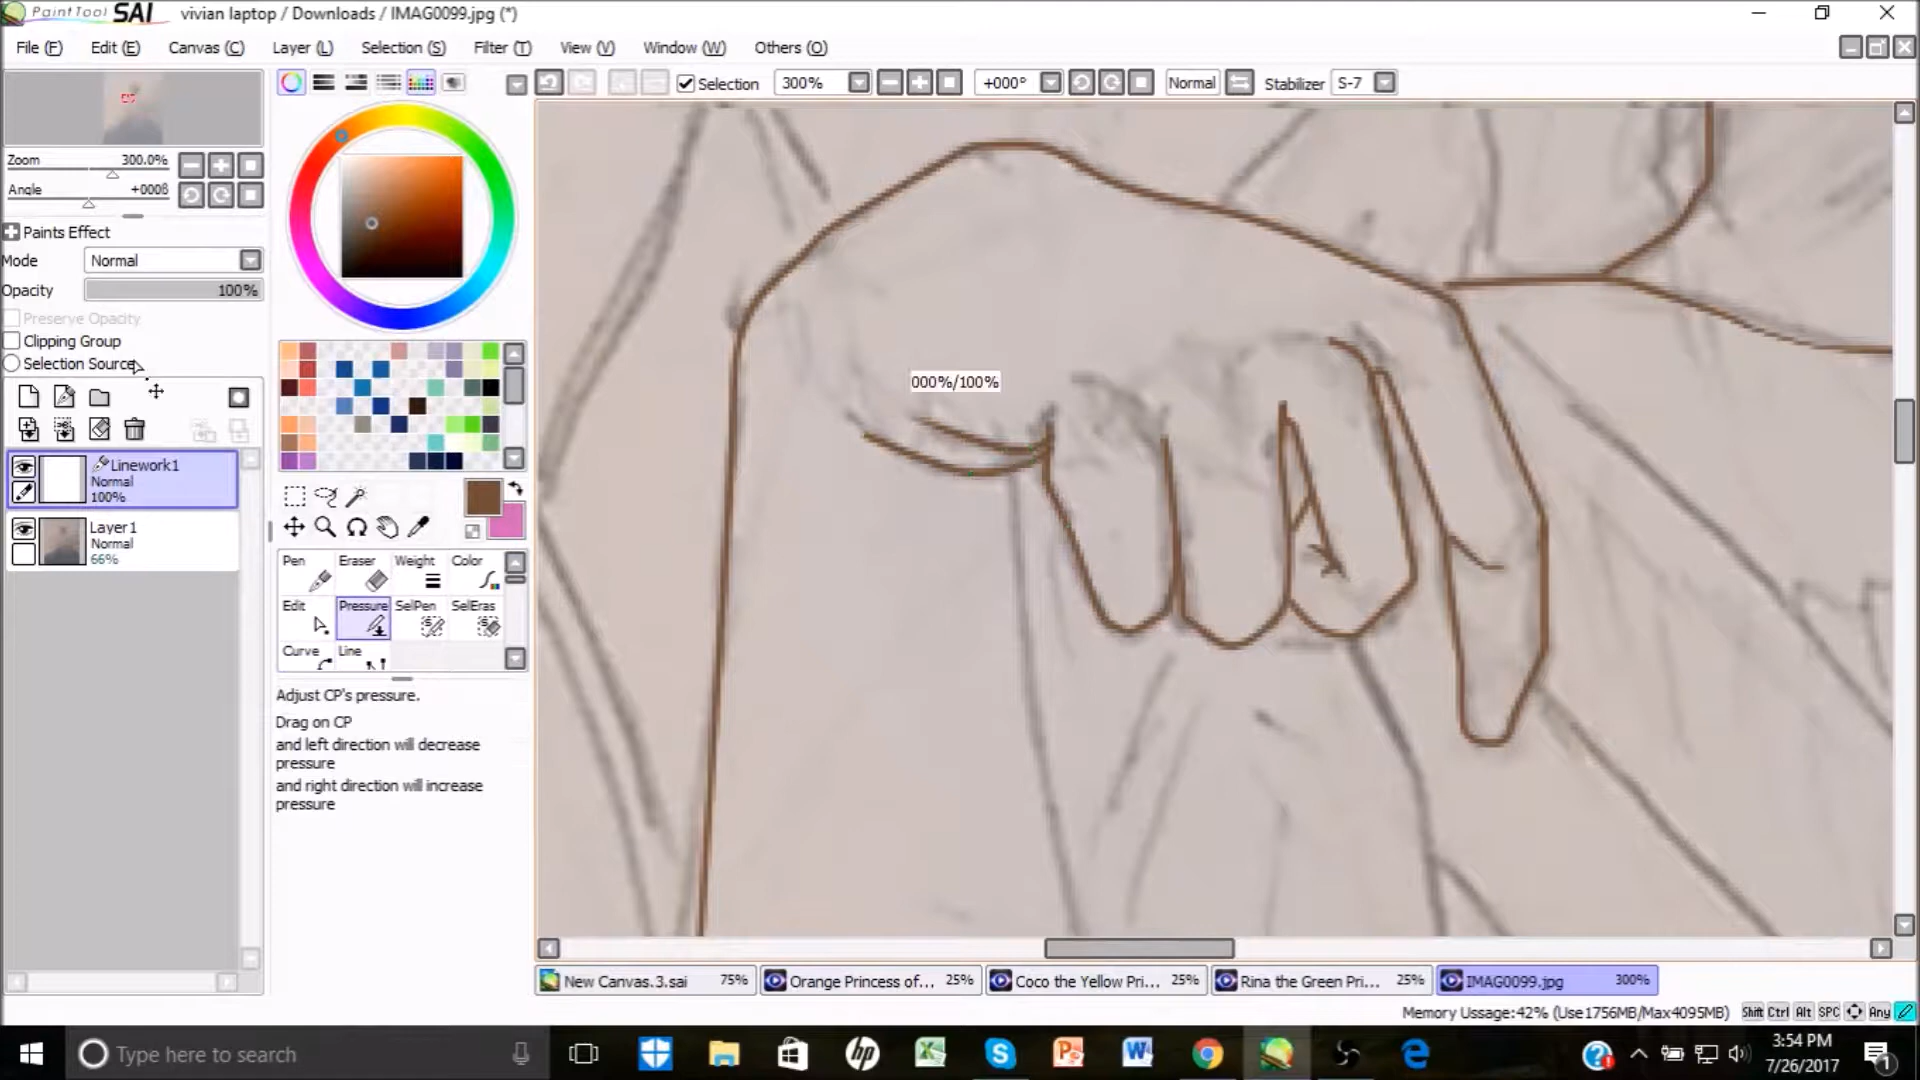 PaintTool SAI vivian laptop / Downloads / IMAG0099.jpg (*)
File (F) Edit (E) Canvas (C) Layer (L) Selection (S) Filter (T) View (V) Window (W) Others (O)
Selection 300% +000° Normal Stabilizer S-7
Zoom 300.0%
Angle +000ß
Paints Effect
Mode Normal
Opacity 100%
Preserve Opacity
Clipping Group
Selection Source
Linework1
Normal
100%
Layer1
Normal
66%
Pen Eraser Weight Color
Edit Pressure SelPen SelEras
Curve Line
Adjust CP's pressure.
Drag on CP
and left direction will decrease
pressure
and right direction will increase
pressure
000%/100%
New Canvas.3.sai 75% Orange Princess of... 25% Coco the Yellow Pri... 25% Rina the Green Pri... 25% IMAG0099.jpg 300%
Memory Ussage:42% (Use1756MB/Max4095MB) Shift Ctrl Alt SPC Any
Type here to search
3:54 PM
7/26/2017
1